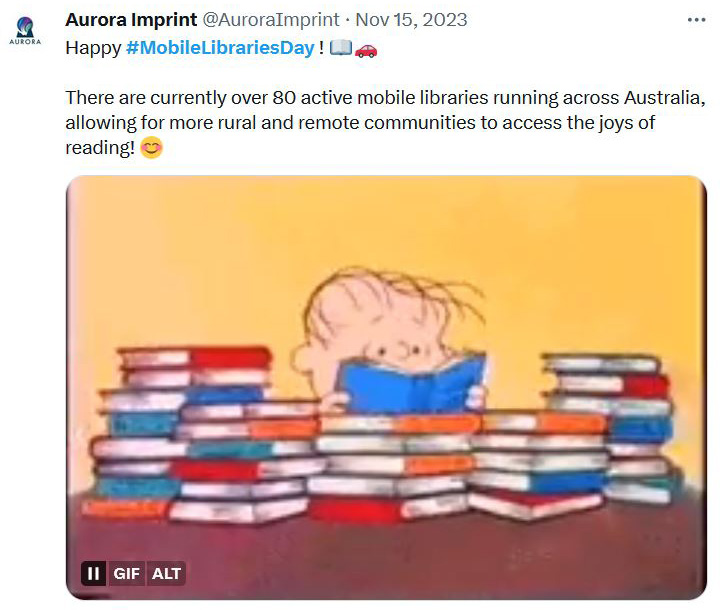 Aurora Imprint @AuroraImprint · Nov 15, 2023
AURORA
Happy #MobileLibrariesDay ! 📖🚗
There are currently over 80 active mobile libraries running across Australia,
allowing for more rural and remote communities to access the joys of
reading! 😊
GIF ALT